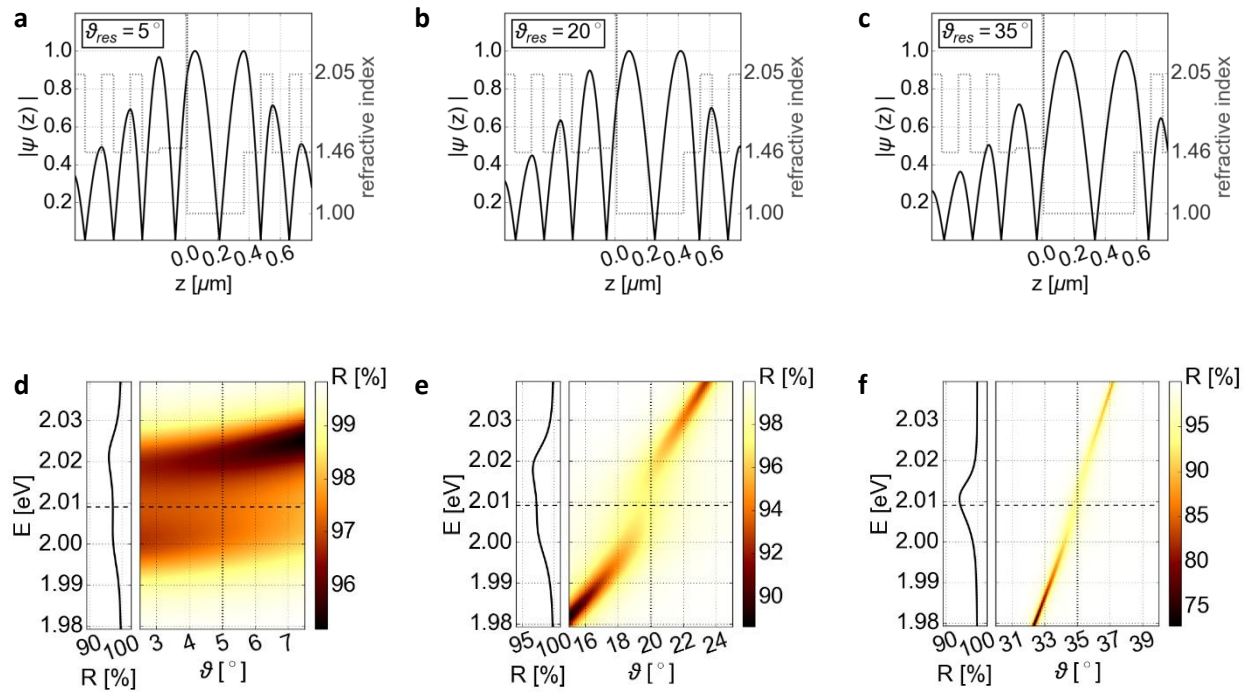 a
ϑres = 5°
1.0
0.8
0.6
0.4
0.2
|ψ (z) |
2.05
1.46
1.00
refractive index
0.0 0.2 0.4 0.6
z [μm]
b
ϑres = 20°
1.0
0.8
0.6
0.4
0.2
|ψ (z) |
2.05
1.46
1.00
refractive index
0.0 0.2 0.4 0.6
z [μm]
c
ϑres = 35°
1.0
0.8
0.6
0.4
0.2
|ψ (z) |
2.05
1.46
1.00
refractive index
0.0 0.2 0.4 0.6
z [μm]
d
R [%]
2.03
2.02
2.01
2.00
1.99
1.98
E [eV]
99
98
97
96
90 100
3 4 5 6 7
R [%]
ϑ [°]
e
R [%]
2.03
2.02
2.01
2.00
1.99
1.98
E [eV]
98
96
94
92
90
95 100
16 18 20 22 24
R [%]
ϑ [°]
f
R [%]
2.03
2.02
2.01
2.00
1.99
1.98
E [eV]
95
90
85
80
75
90 100
31 33 35 37 39
R [%]
ϑ [°]